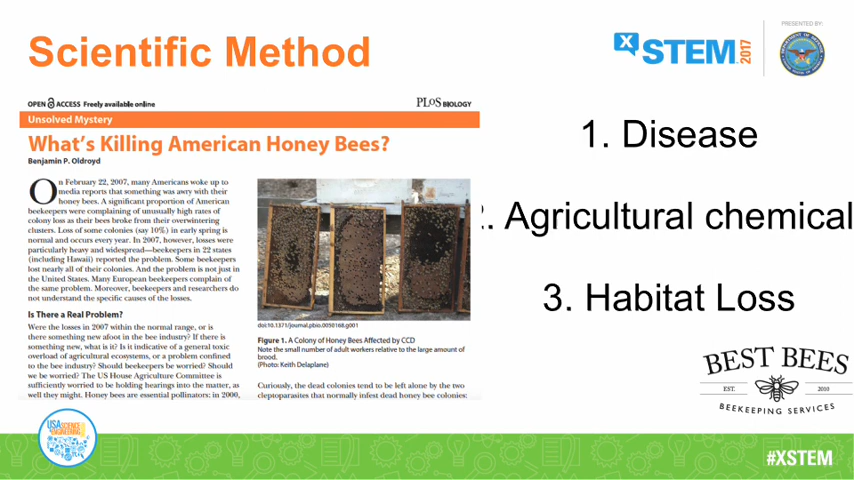 Scientific Method
X STEM 2017
PRESENTED BY:
OPEN ACCESS Freely available online
PLoS BIOLOGY
Unsolved Mystery
What's Killing American Honey Bees?
Benjamin P. Oldroyd
On February 22, 2007, many Americans woke up to
media reports that something was awry with their
honey bees. A significant proportion of American
beekeepers were complaining of unusually high rates of
colony loss as their bees broke from their overwintering
clusters. Loss of some colonies (say 10%) in early spring is
normal and occurs every year. In 2007, however, losses were
particularly heavy and widespread—beekeepers in 22 states
(including Hawaii) reported the problem. Some beekeepers
lost nearly all of their colonies. And the problem is not just in
the United States. Many European beekeepers complain of
the same problem. Moreover, beekeepers and researchers do
not understand the specific causes of the losses.
Is There a Real Problem?
Were the losses in 2007 within the normal range, or is
there something new afoot in the bee industry? If there is
something new, what is it? Is it indicative of a general toxic
overload of agricultural ecosystems, or a problem confined
to the bee industry? Should beekeepers be worried? Should
we be worried? The US House Agriculture Committee is
sufficiently worried to be holding hearings into the matter, as
well they might. Honey bees are essential pollinators: in 2000,
doi:10.1371/journal.pbio.0050168.g001
Figure 1. A Colony of Honey Bees Affected by CCD
Note the small number of adult workers relative to the large amount of
brood.
(Photo: Keith Delaplane)
Curiously, the dead colonies tend to be left alone by the two
cleptoparasites that normally infest dead honey bee colonies:
1. Disease
2. Agricultural chemical
3. Habitat Loss
BEST BEES
EST. 2010
BEEKEEPING SERVICES
USA SCIENCE
ENGINEERING
#XSTEM